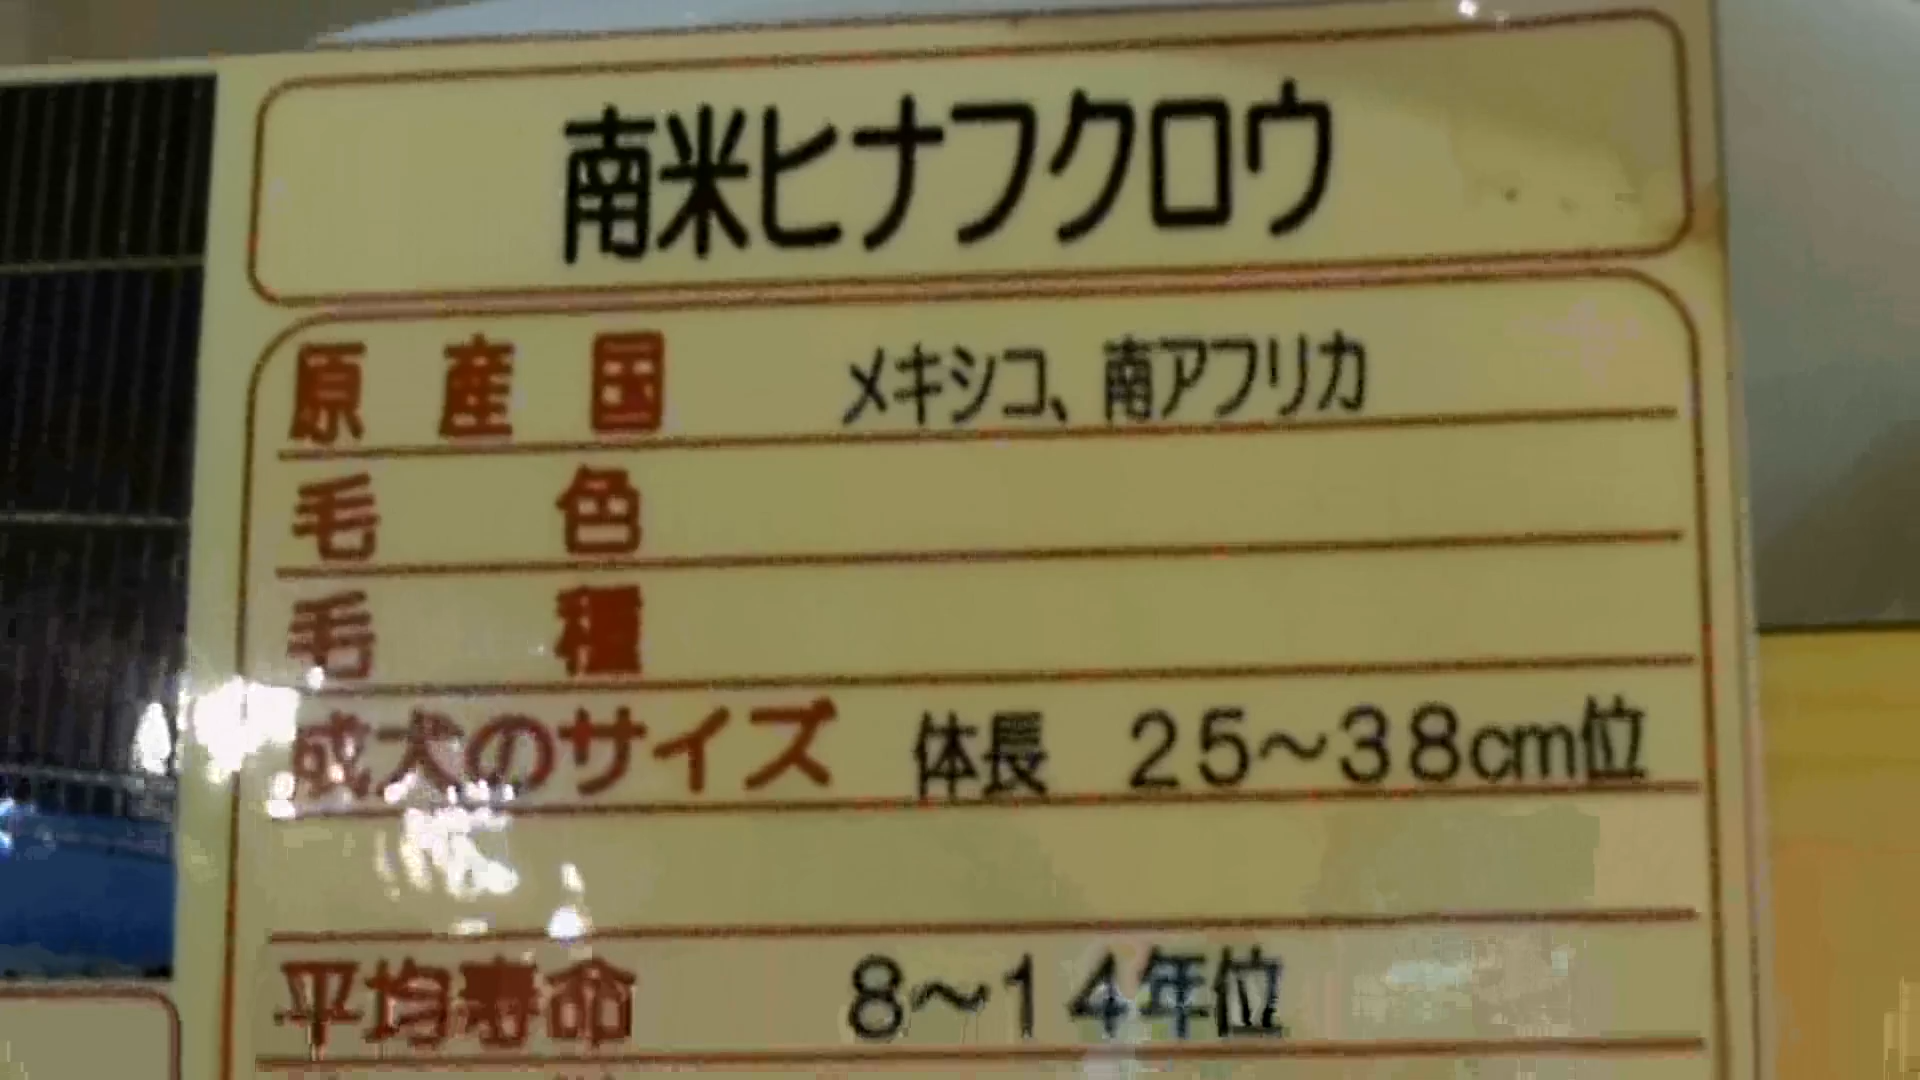 南米ヒナフクロウ
原産国 メキシコ、南アフリカ
毛色
毛種
成犬のサイズ 体長 25～38cm位
平均寿命 8～14年位